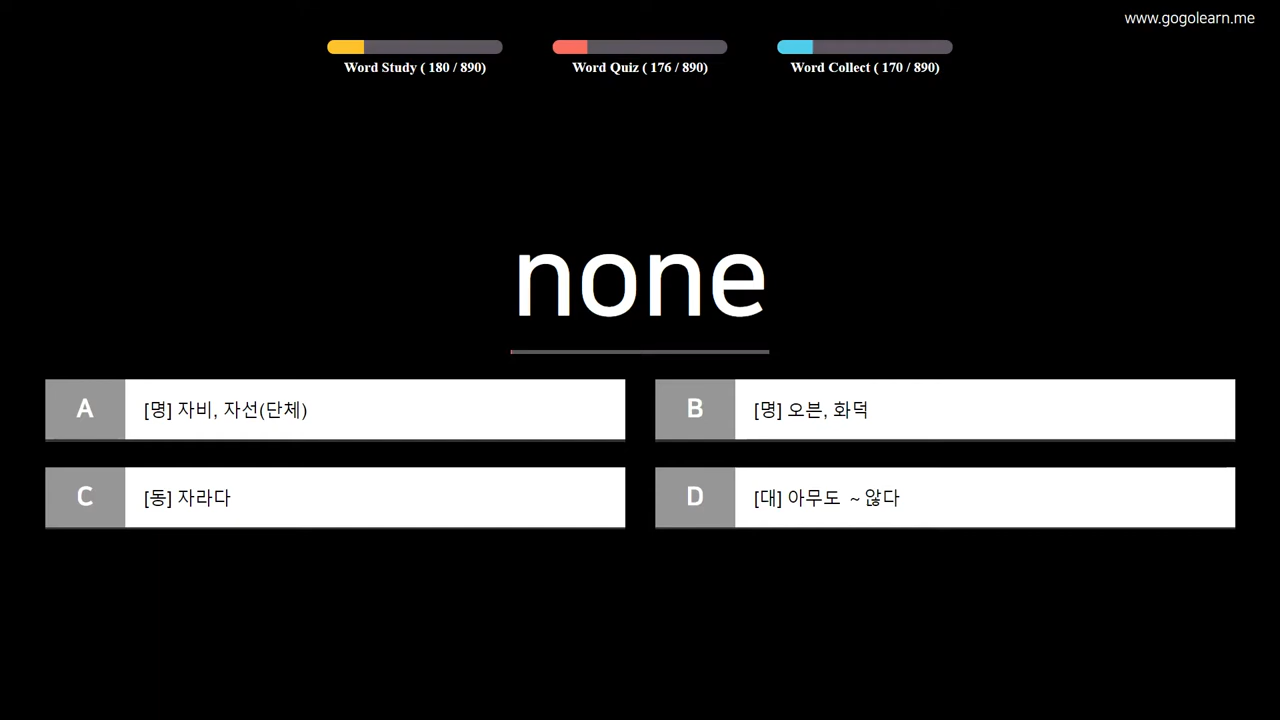 www.gogolearn.me
Word Study ( 180 / 890)
Word Quiz ( 176 / 890)
Word Collect ( 170 / 890)
none
A [명] 자비, 자선(단체)
B [명] 오븐, 화덕
C [동] 자라다
D [대] 아무도 ~않다